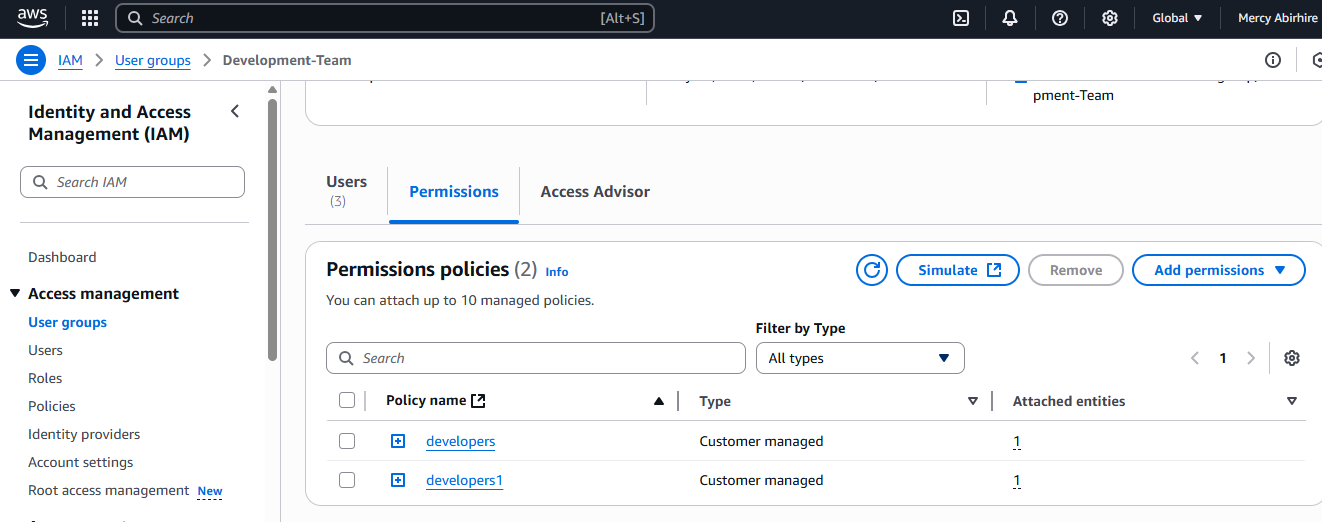 aws
Search
[Alt+S]
Global
Mercy Abirhire
IAM
User groups
Development-Team
Identity and Access
Management (IAM)
Search IAM
Dashboard
Access management
User groups
Users
Roles
Policies
Identity providers
Account settings
Root access management New
pment-Team
Users
(3)
Permissions
Access Advisor
Permissions policies (2) Info
You can attach up to 10 managed policies.
Simulate
Remove
Add permissions
Filter by Type
Search
All types
1
Policy name
Type
Attached entities
developers
Customer managed
1
developers1
Customer managed
1